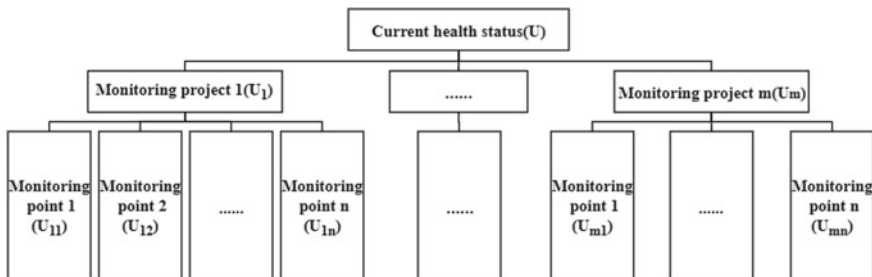 Current health status(U)
Monitoring project 1(U1)
......
Monitoring project m(Um)
Monitoring
point 1
(U11)
Monitoring
point 2
(U12)
......
Monitoring
point n
(U1n)
......
Monitoring
point 1
(Um1)
......
Monitoring
point n
(Umn)